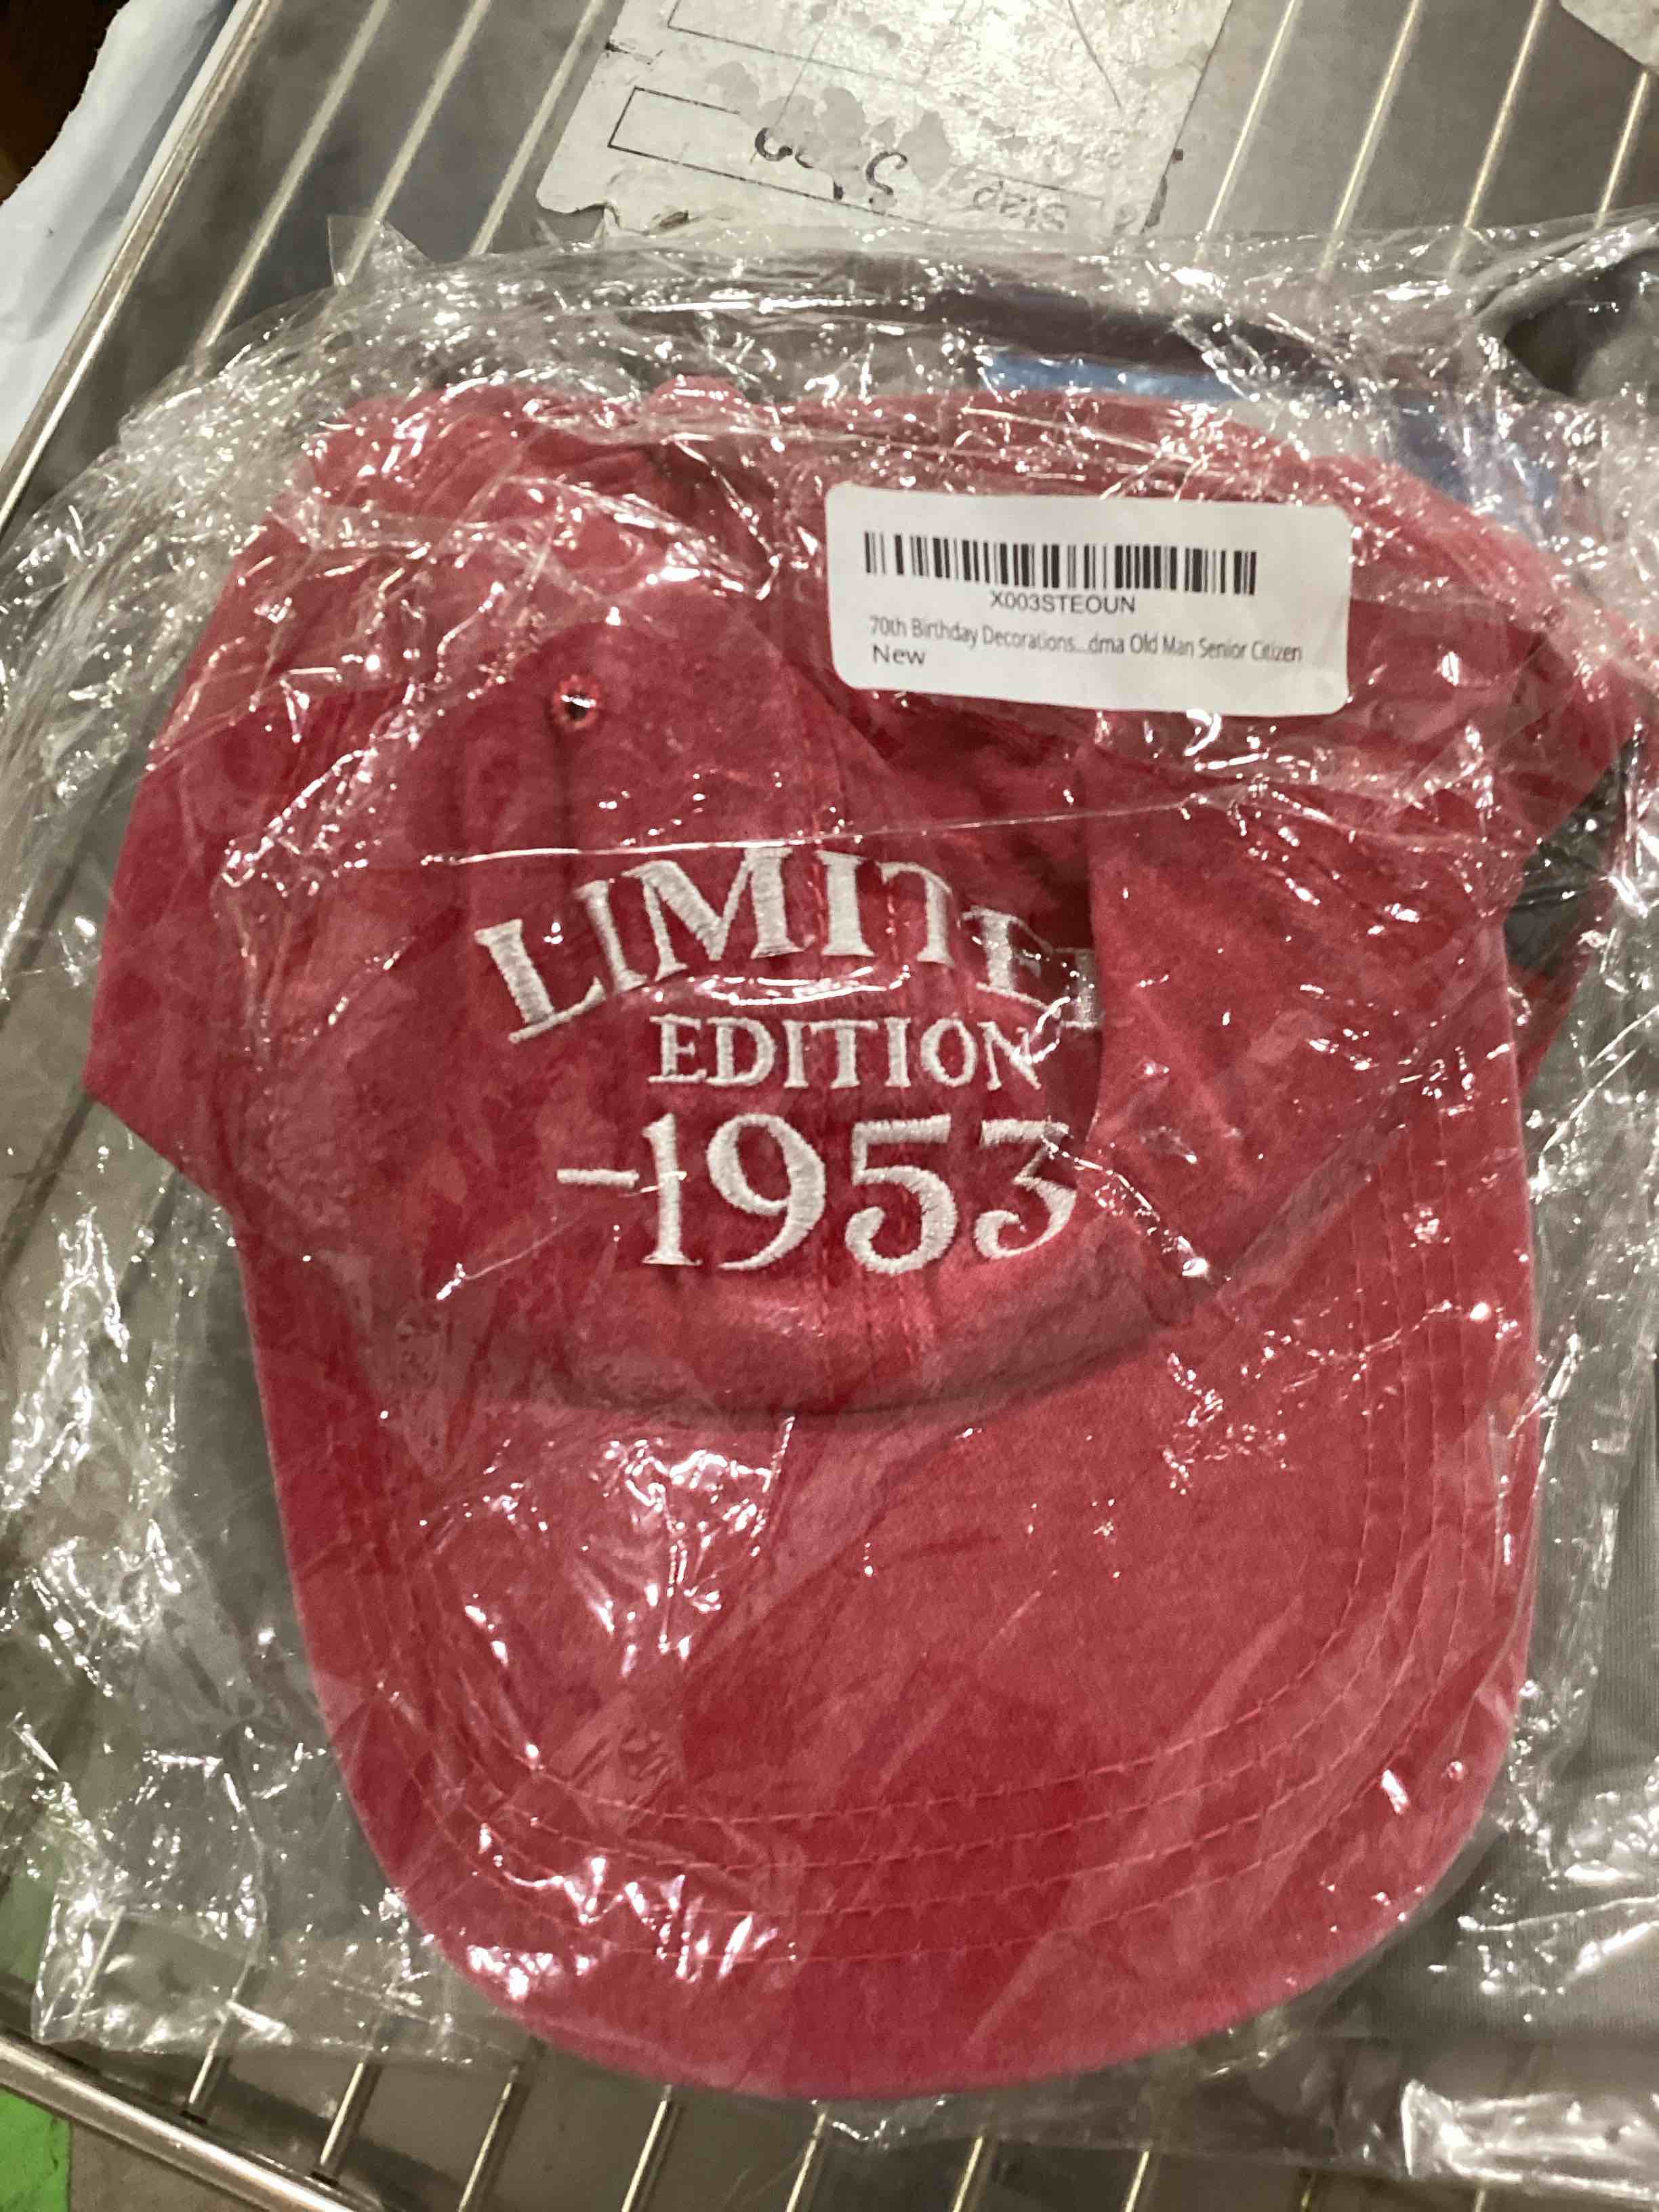 X003STEOUN
70th Birthday Decorations...dma Old Man Senior Citizen
New
LIMITED
EDITION
-1953